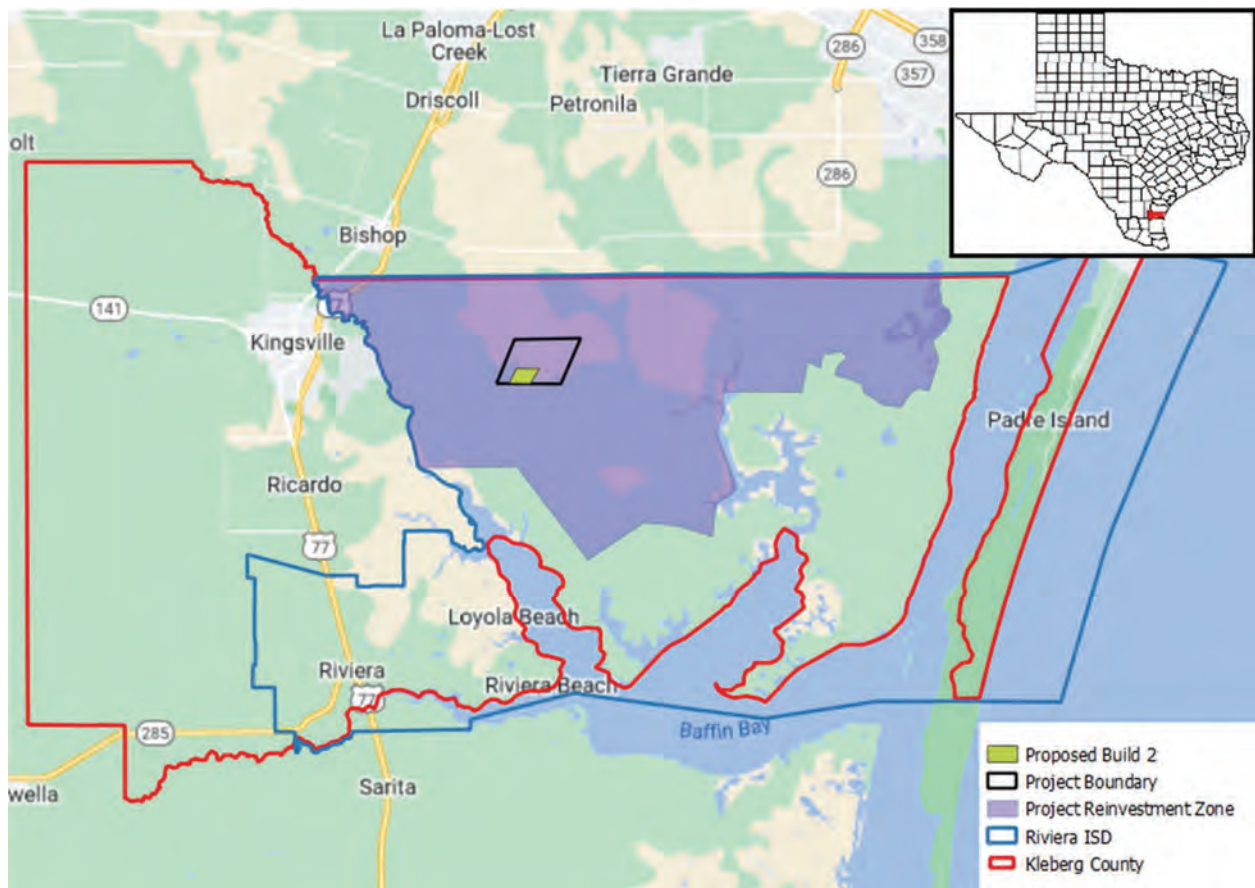 La Paloma-Lost
Creek
286
358
Tierra Grande
357
Driscoll
Petronila
olt
286
Bishop
141
Kingsville
Padre Island
Ricardo
77
Loyola Beach
Riviera
Riviera Beach
77
285
Baffin Bay
Sarita
wella
Proposed Build 2
Project Boundary
Project Reinvestment Zone
Riviera ISD
Kleberg County